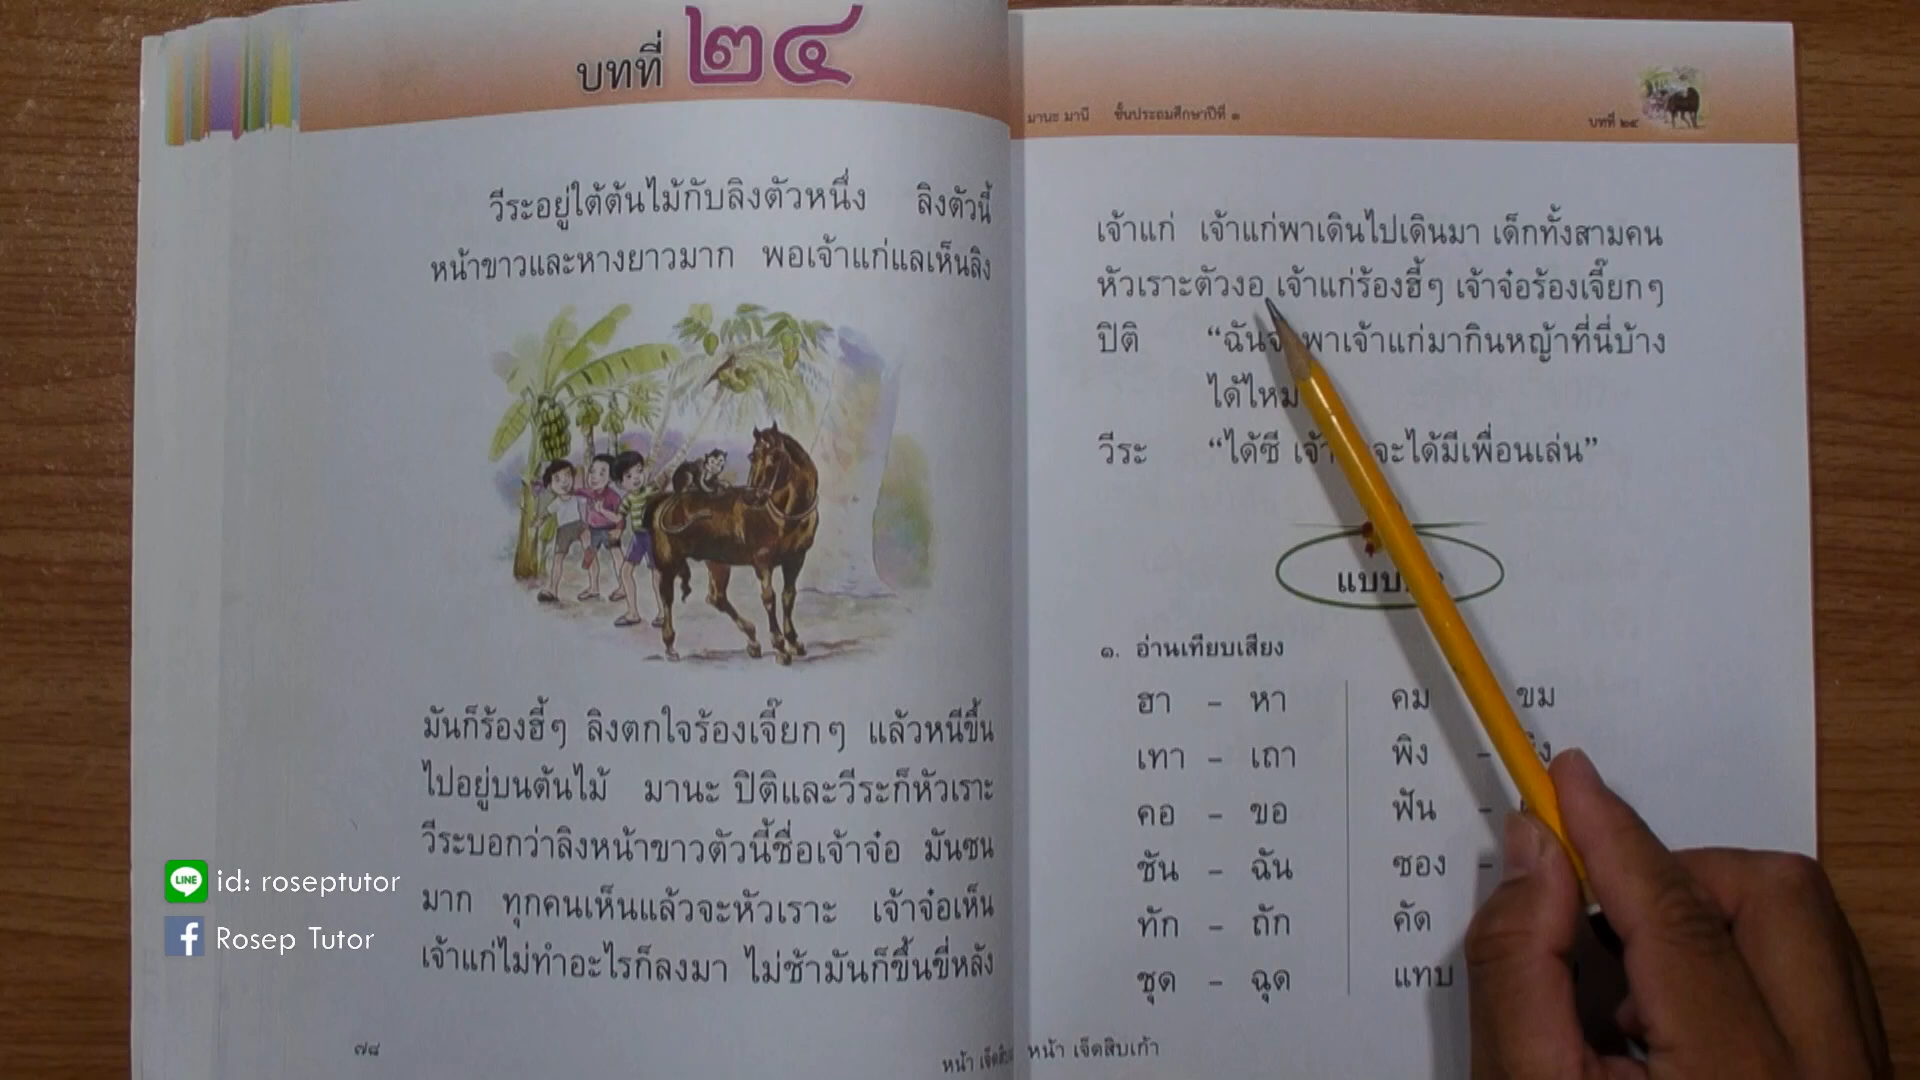 บทที่ ๒๔
วีระอยู่ใต้ต้นไม้กับลิงตัวหนึ่ง ลิงตัวนี้
หน้าขาวและหางยาวมาก พอเจ้าแก่แลเห็นลิง
มันก็ร้องฮี้ๆ ลิงตกใจร้องเจี๊ยกๆ แล้วหนีขึ้น
ไปอยู่บนต้นไม้ มานะ ปิติและวีระก็หัวเราะ
วีระบอกว่าลิงหน้าขาวตัวนี้ชื่อเจ้าจ๋อ มันซน
มาก ทุกคนเห็นแล้วจะหัวเราะ เจ้าจ๋อเห็น
เจ้าแก่ไม่ทำอะไรก็ลงมา ไม่ช้ามันก็ขึ้นขี่หลัง
๗๘
หน้า
id: roseptutor
Rosep Tutor
มานะ มานี ชั้นประถมศึกษาปีที่ ๑
บทที่ ๒๔
เจ้าแก่ เจ้าแก่พาเดินไปเดินมา เด็กทั้งสามคน
หัวเราะตัวงอ เจ้าแก่ร้องฮี้ๆ เจ้าจ๋อร้องเจี๊ยกๆ
ปิติ “ฉันจะพาเจ้าแก่มากินหญ้าที่นี่บ้าง
ได้ไหม
วีระ “ได้ซี จะได้มีเพื่อนเล่น”
๑. อ่านเทียบเสียง
ฮา – หา คม ขม
เทา – เถา พิง –
คอ – ขอ ฟัน –
ชัน – ฉัน ซอง –
ทัก – ถัก คัด
ชุด – ฉุด แทบ
หน้า เจ็ดสิบเก้า